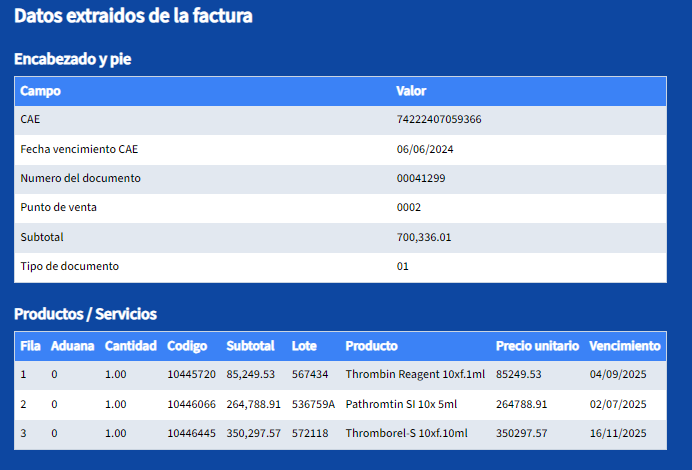 Datos extraidos de la factura
Encabezado y pie
Campo Valor
CAE 74222407059366
Fecha vencimiento CAE 06/06/2024
Numero del documento 00041299
Punto de venta 0002
Subtotal 700,336.01
Tipo de documento 01
Productos / Servicios
Fila Aduana Cantidad Codigo Subtotal Lote Producto Precio unitario Vencimiento
1 0 1.00 10445720 85,249.53 567434 Thrombin Reagent 10xf.1ml 85249.53 04/09/2025
2 0 1.00 10446066 264,788.91 536759A Pathromtin SI 10x 5ml 264788.91 02/07/2025
3 0 1.00 10446445 350,297.57 572118 Thromborel-S 10xf.10ml 350297.57 16/11/2025